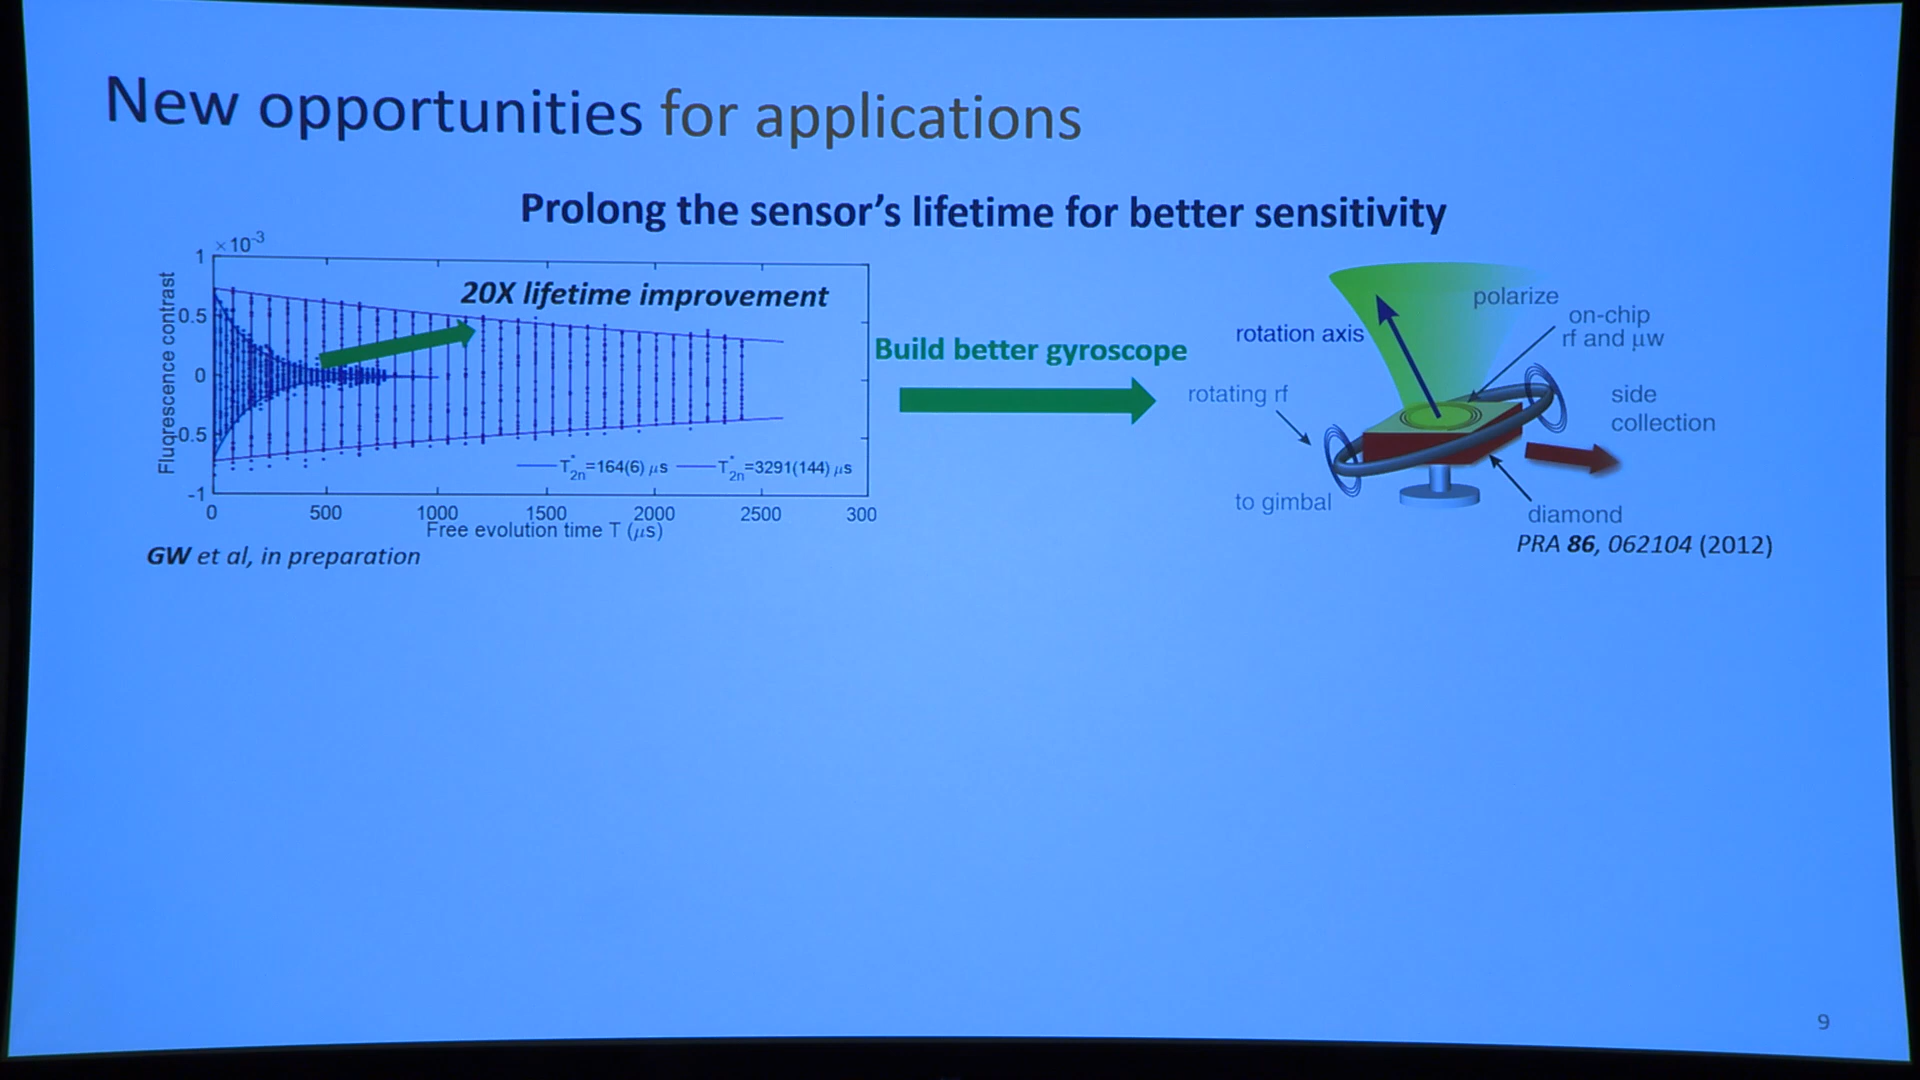 New opportunities for applications
Prolong the sensor's lifetime for better sensitivity
×10-3
1
0.5
0
-0.5
-1
Fluorescence contrast
20X lifetime improvement
T*2n=164(6) μs
T*2n=3291(144) μs
0 500 1000 1500 2000 2500 300
Free evolution time T (μs)
GW et al, in preparation
Build better gyroscope
polarize
on-chip
rf and μw
rotation axis
rotating rf
side
collection
to gimbal
diamond
PRA 86, 062104 (2012)
9